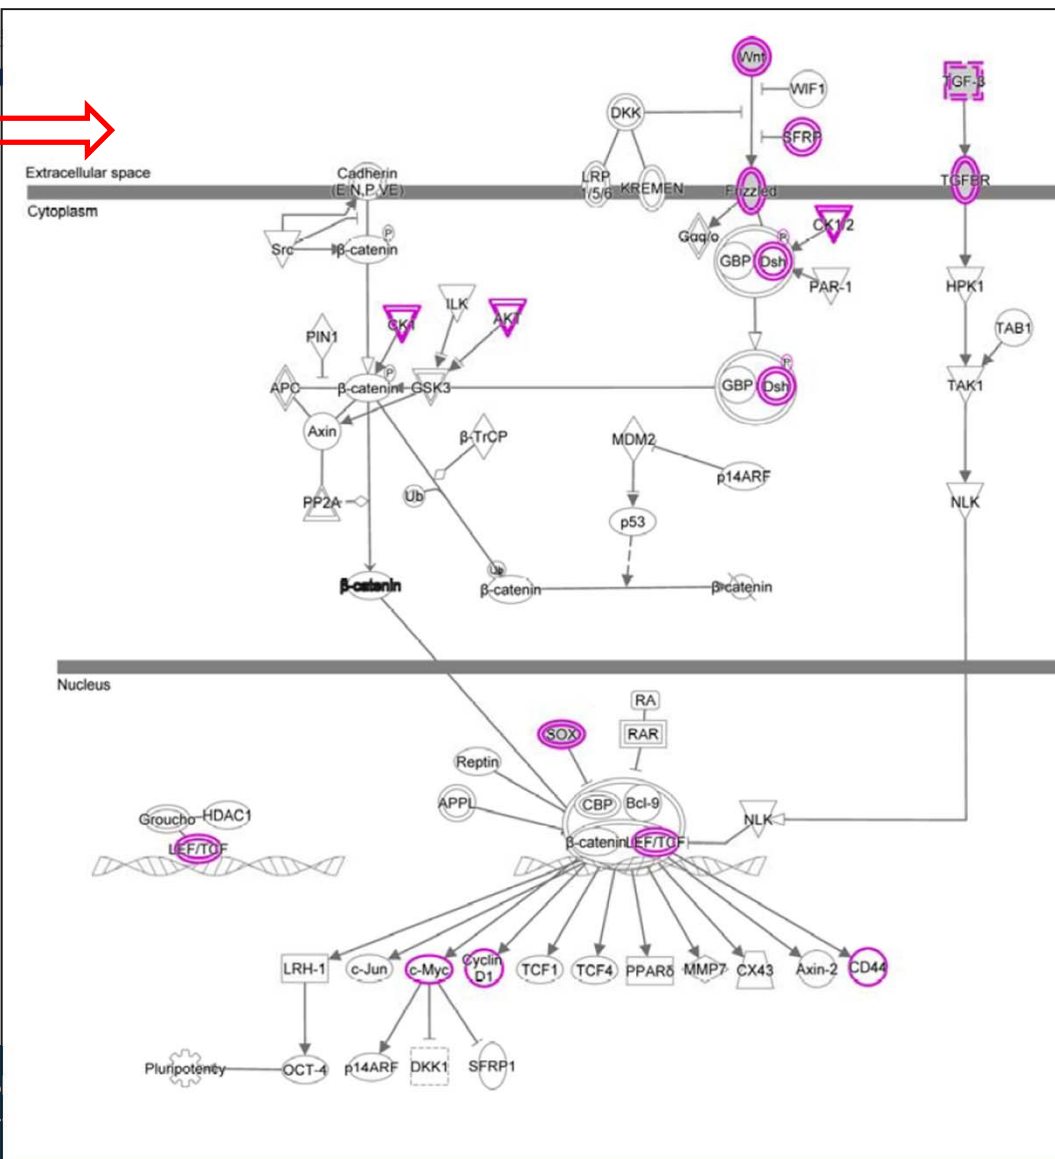 Wnt
TGF-β
WIF1
DKK
SFRP
Extracellular space
Cadherin
(E,N,P,VE)
LRP
1/5/6
KREMEN
Frizzled
TGFBR
Cytoplasm
Src
β-catenin
P
Gαq/o
P
CK1/2
GBP
Dsh
PAR-1
HPK1
ILK
CK1
AKT
PIN1
TAB1
APC
β-catenin
P
GSK3
GBP
Dsh
P
TAK1
Axin
β-TrCP
MDM2
p14ARF
PP2A
Ub
p53
NLK
β-catenin
Ub
β-catenin
β-catenin
Nucleus
RA
SOX
RAR
Reptin
APPL
CBP
Bcl-9
Groucho
HDAC1
NLK
LEF/TCF
β-catenin
LEF/TCF
LRH-1
c-Jun
c-Myc
Cyclin
D1
TCF1
TCF4
PPARδ
MMP7
CX43
Axin-2
CD44
Pluripotency
OCT-4
p14ARF
DKK1
SFRP1